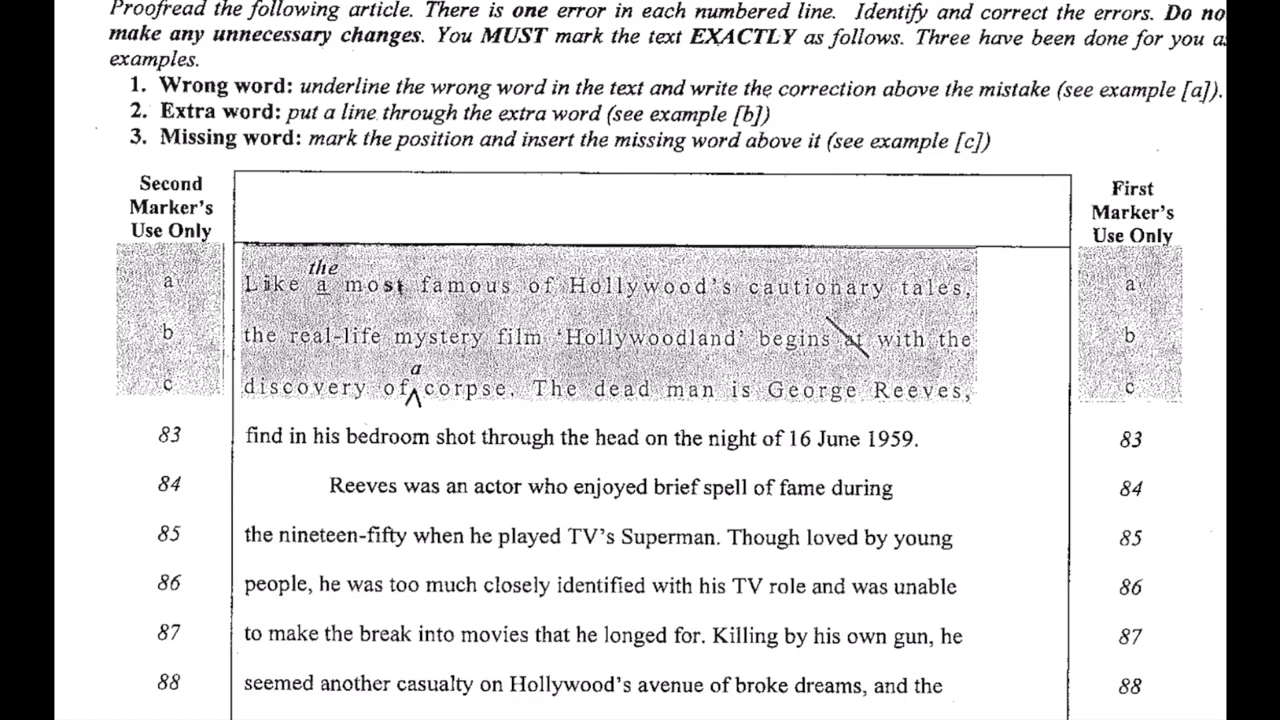 Proofread the following article. There is one error in each numbered line. Identify and correct the errors. Do no
make any unnecessary changes. You MUST mark the text EXACTLY as follows. Three have been done for you a
examples.
1. Wrong word: underline the wrong word in the text and write the correction above the mistake (see example [a]).
2. Extra word: put a line through the extra word (see example [b])
3. Missing word: mark the position and insert the missing word above it (see example [c])
Second
Marker's
Use Only
First
Marker's
Use Only
the
a Like a most famous of Hollywood's cautionary tales, a
b the real-life mystery film 'Hollywoodland' begins at with the b
a
c discovery of corpse. The dead man is George Reeves, c
83 find in his bedroom shot through the head on the night of 16 June 1959. 83
84 Reeves was an actor who enjoyed brief spell of fame during 84
85 the nineteen-fifty when he played TV's Superman. Though loved by young 85
86 people, he was too much closely identified with his TV role and was unable 86
87 to make the break into movies that he longed for. Killing by his own gun, he 87
88 seemed another casualty on Hollywood's avenue of broke dreams, and the 88